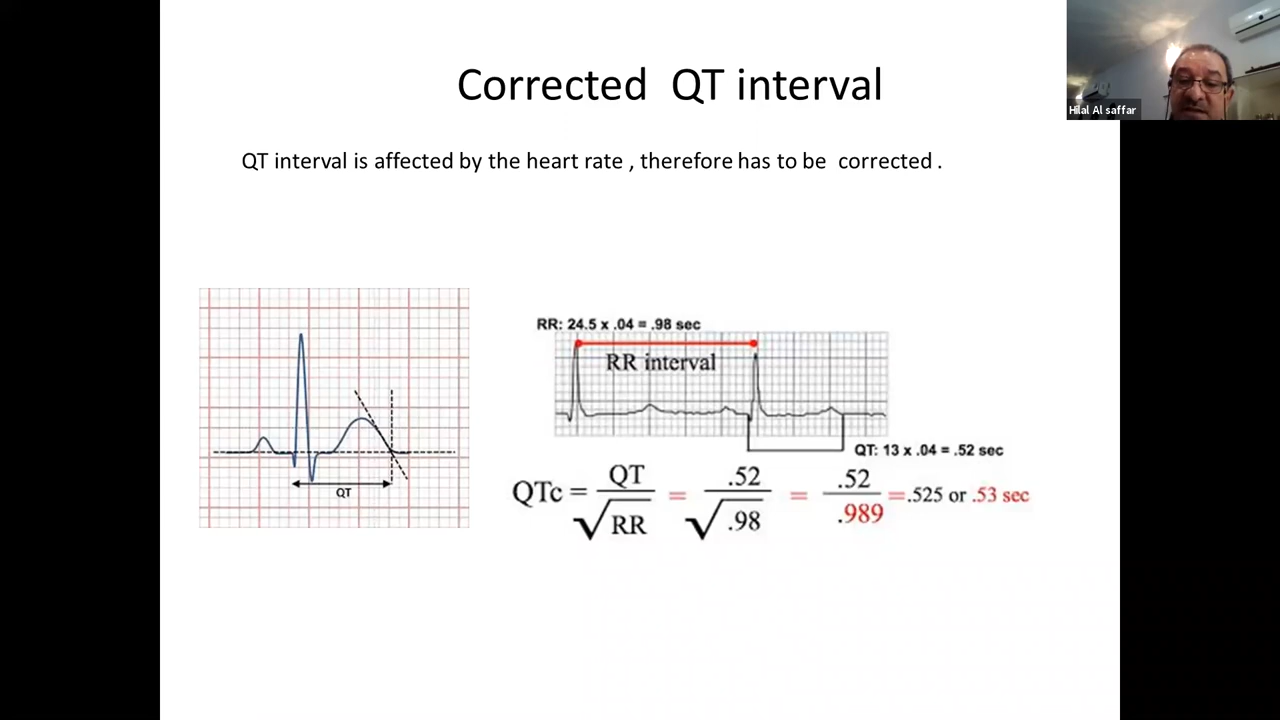 Corrected QT interval
Hilal Al saffar
QT interval is affected by the heart rate , therefore has to be corrected .
QT
RR: 24.5 x .04 = .98 sec
RR interval
QT: 13 x .04 = .52 sec
QTc = QT / √RR = .52 / √.98 = .52 / .989 = .525 or .53 sec